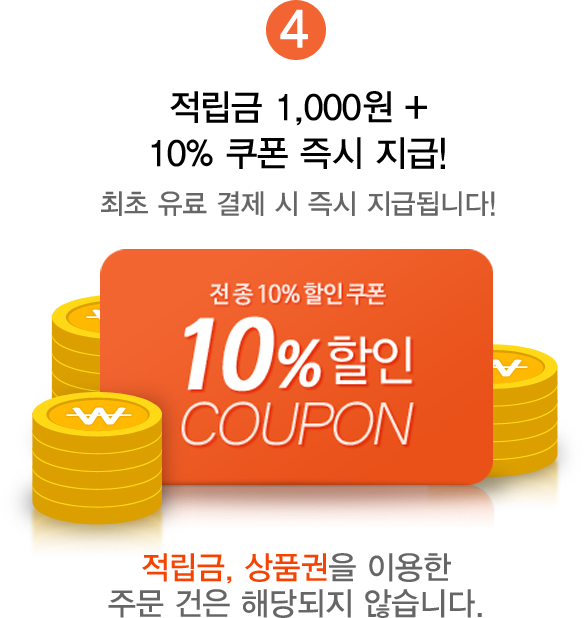 4
적립금 1,000원 +
10% 쿠폰 즉시 지급!
최초 유료 결제 시 즉시 지급됩니다!
전 종 10% 할인 쿠폰
10% 할인
COUPON
적립금, 상품권을 이용한
주문 건은 해당되지 않습니다.